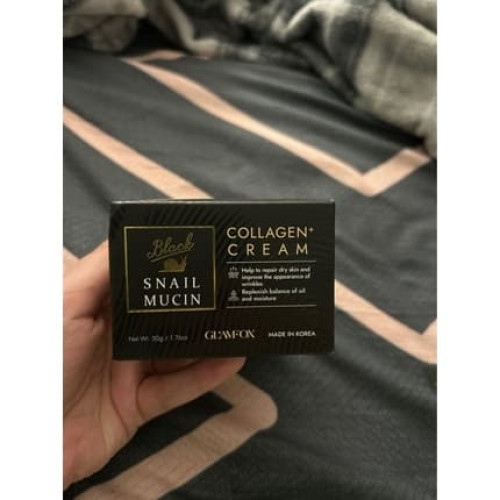 Black
SNAIL
MUCIN
COLLAGEN+
CREAM
Help to repair dry skin and
improve the appearance of
wrinkles
Replenish balance of oil
and moisture
Net Wt. 50g / 1.76oz
GLAMFOX
MADE IN KOREA